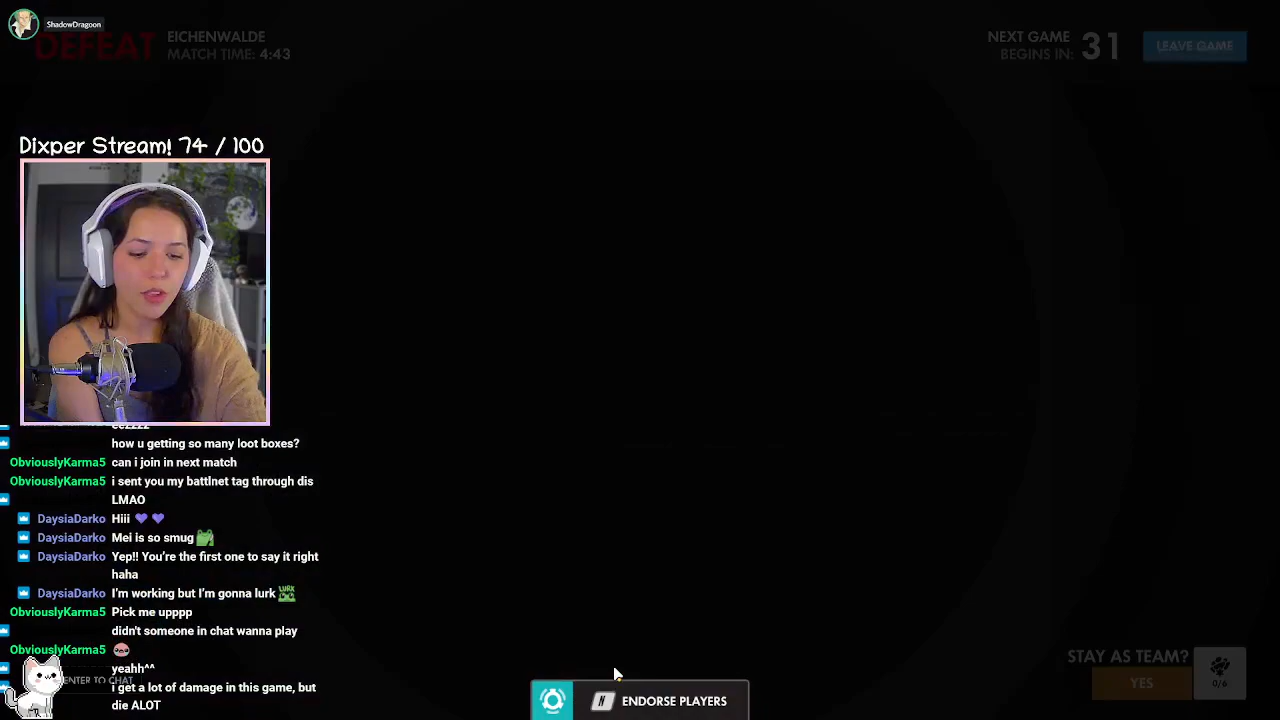 ShadowDragoon
DEFEAT
EICHENWALDE
MATCH TIME: 4:43
NEXT GAME
BEGINS IN:
31
LEAVE GAME
Dixper Stream! 74 / 100
how u getting so many loot boxes?
ObviouslyKarma5 can i join in next match
ObviouslyKarma5 i sent you my battlnet tag through dis
LMAO
DaysiaDarko Hiii
DaysiaDarko Mei is so smug
DaysiaDarko Yep!! You're the first one to say it right
haha
DaysiaDarko I'm working but I'm gonna lurk
ObviouslyKarma5 Pick me upppp
didn't someone in chat wanna play
ObviouslyKarma5
yeahh^^
ENTER TO CHAT
i get a lot of damage in this game, but
die ALOT
STAY AS TEAM?
YES
0/6
N ENDORSE PLAYERS